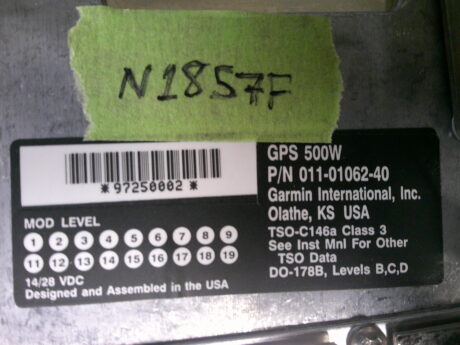 N1857F
*97250002*
MOD LEVEL
1 2 3 4 5 6 7 8 9
11 12 13 14 15 16 17 18 19
14/28 VDC
Designed and Assembled in the USA
GPS 500W
P/N 011-01062-40
Garmin International, Inc.
Olathe, KS USA
TSO-C146a Class 3
See Inst Mnl For Other
TSO Data
DO-178B, Levels B,C,D